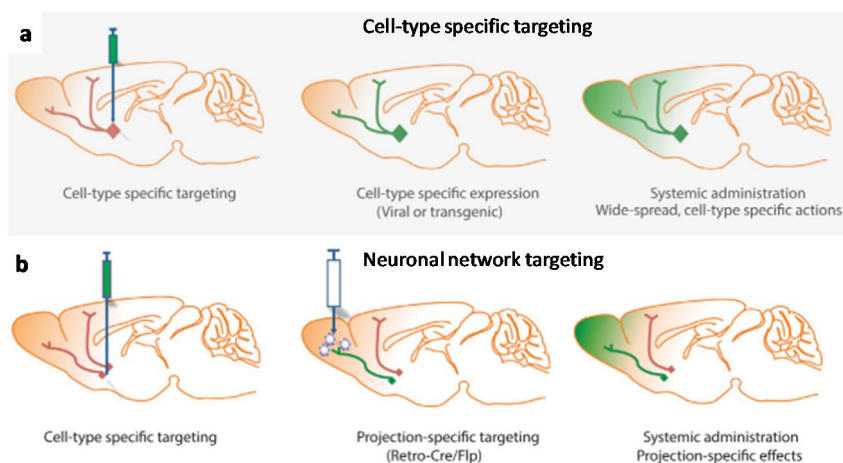 a
Cell-type specific targeting
Cell-type specific targeting
Cell-type specific expression
(Viral or transgenic)
Systemic administration
Wide-spread, cell-type specific actions
b
Neuronal network targeting
Cell-type specific targeting
Projection-specific targeting
(Retro-Cre/Flp)
Systemic administration
Projection-specific effects